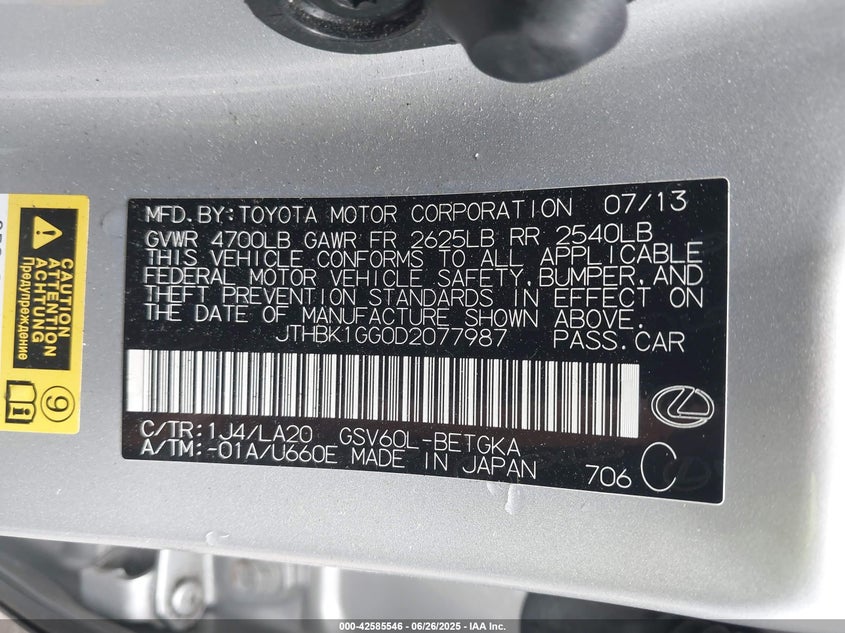 MFD. BY: TOYOTA MOTOR CORPORATION 07/13
GVWR 4700LB GAWR FR 2625LB RR 2540LB
THIS VEHICLE CONFORMS TO ALL APPLICABLE
FEDERAL MOTOR VEHICLE SAFETY, BUMPER, AND
THEFT PREVENTION STANDARDS IN EFFECT ON
THE DATE OF MANUFACTURE SHOWN ABOVE.
JTHBK1GG0D2077987 PASS. CAR
C/TR: 1J4/LA20 GSV60L-BETGKA
A/TM: -01A/U660E MADE IN JAPAN
706 C
CAUTION
ATTENTION
ACHTUNG
Предупреждение
9
i
000-42585546 - 06/26/2025 - IAA Inc.